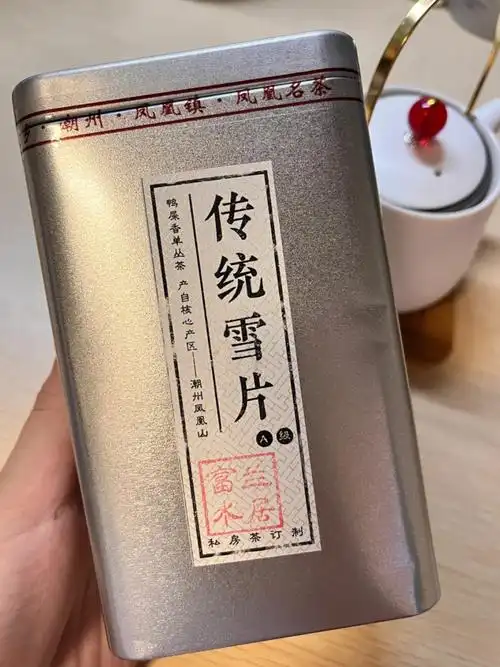 ·潮州·凤凰镇·凤凰名茶
传统雪片
A级
鸭屎香单丛茶 产自核心产区——潮州凤凰山
兰居
富水
私房茶订制